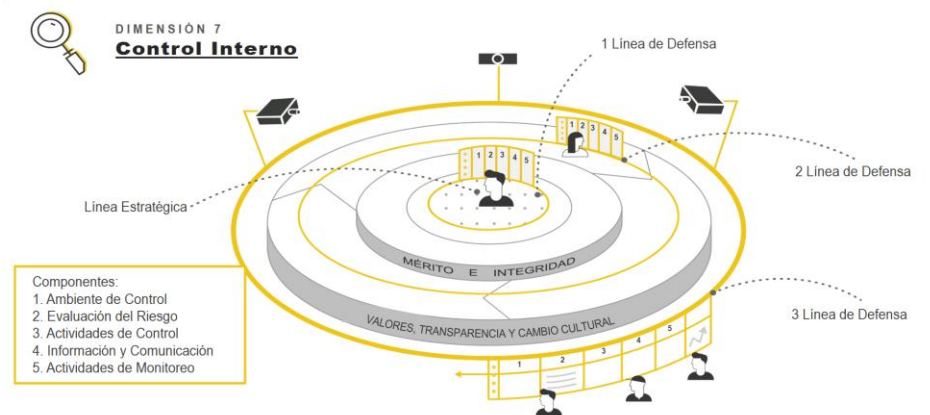 DIMENSIÓN 7
Control Interno
1 Línea de Defensa
1 2 3 4 5
1 2 3 4 5
2 Línea de Defensa
Línea Estratégica
MÉRITO E INTEGRIDAD
Componentes:
1. Ambiente de Control
2. Evaluación del Riesgo
3. Actividades de Control
4. Información y Comunicación
5. Actividades de Monitoreo
VALORES, TRANSPARENCIA Y CAMBIO CULTURAL
3 Línea de Defensa
1 2 3 4 5